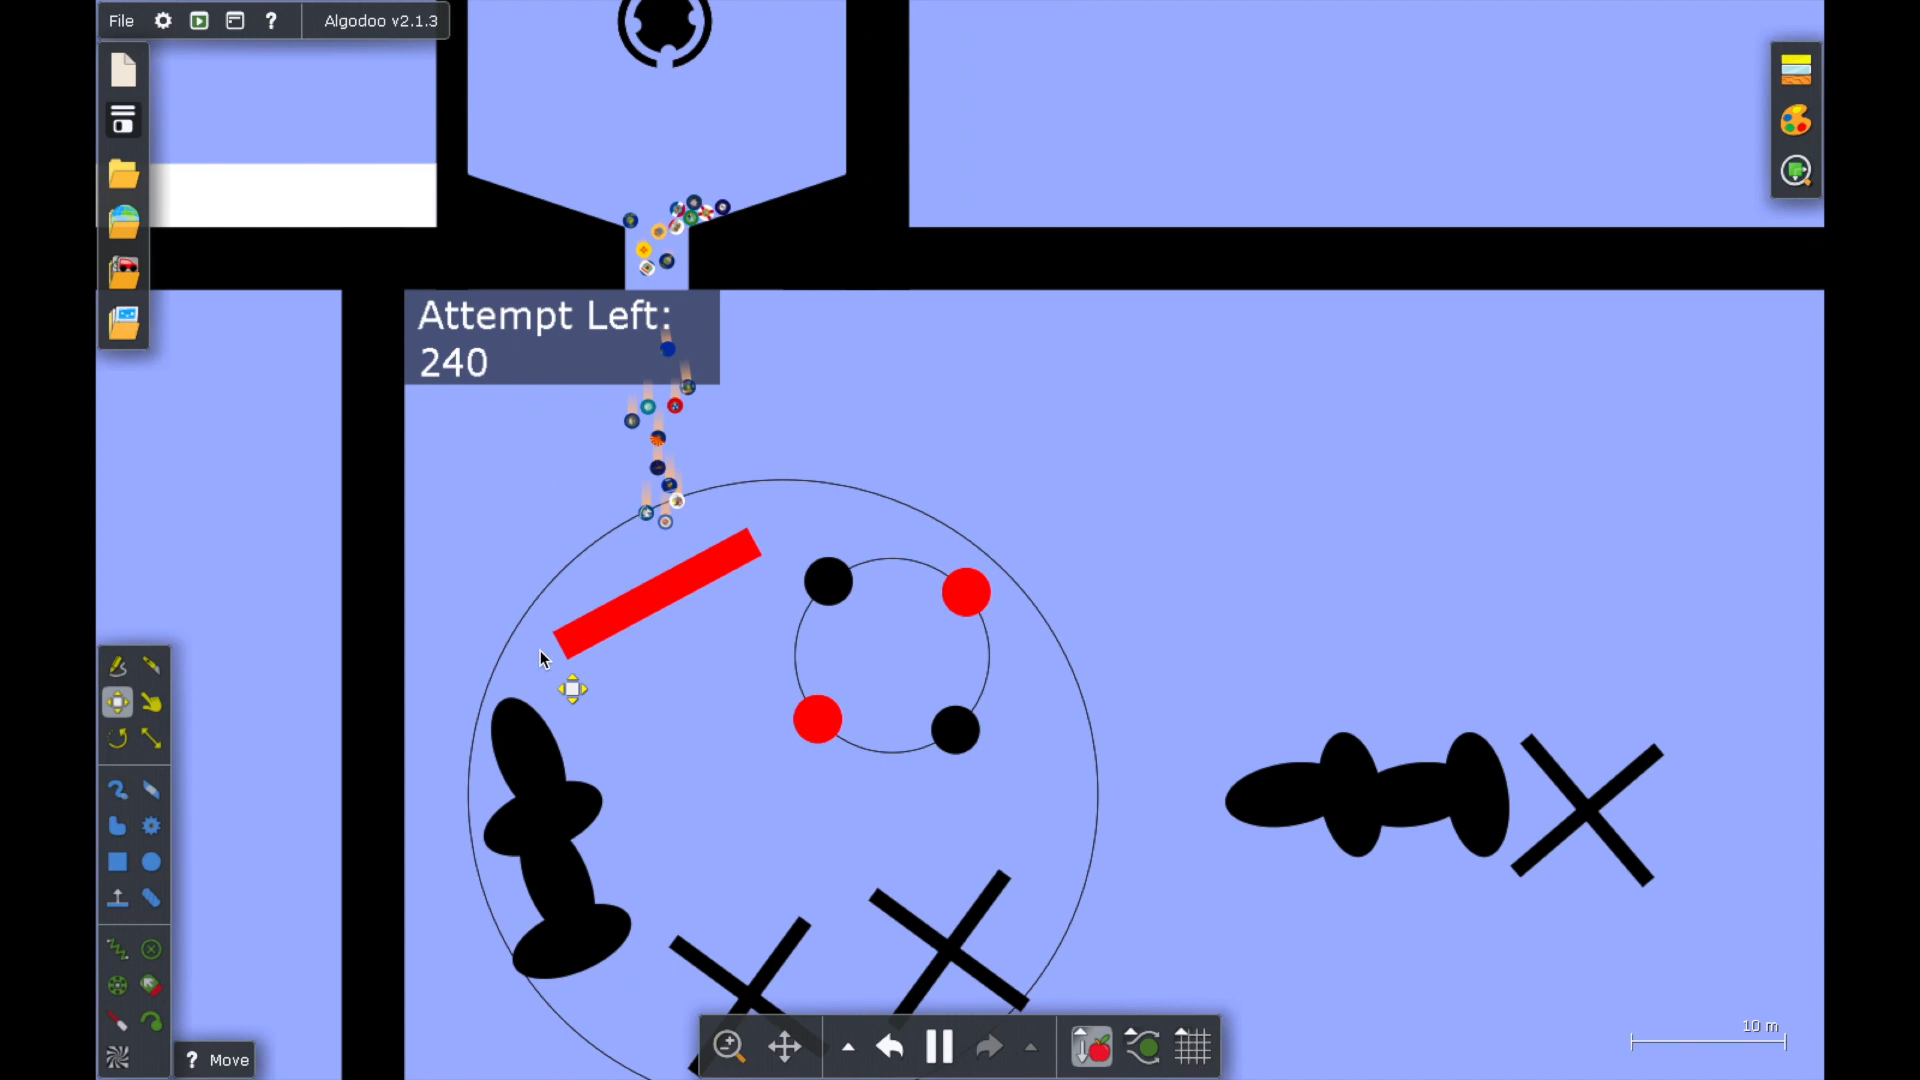 File
?
Algodoo v2.1.3
Attempt Left:
240
10 m
? Move